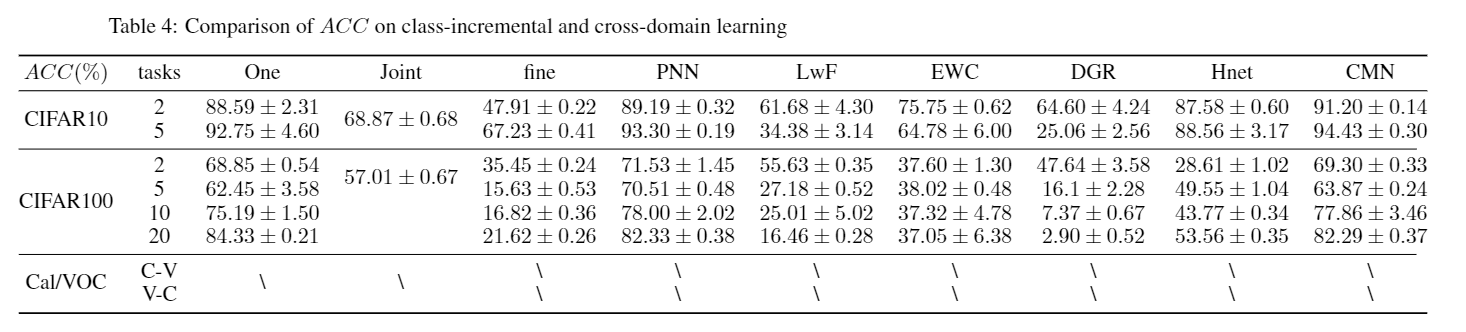 Table 4: Comparison of ACC on class-incremental and cross-domain learning
ACC(%) tasks One Joint fine PNN LwF EWC DGR Hnet CMN
CIFAR10 2 88.59 ± 2.31 68.87 ± 0.68 47.91 ± 0.22 89.19 ± 0.32 61.68 ± 4.30 75.75 ± 0.62 64.60 ± 4.24 87.58 ± 0.60 91.20 ± 0.14
5 92.75 ± 4.60 67.23 ± 0.41 93.30 ± 0.19 34.38 ± 3.14 64.78 ± 6.00 25.06 ± 2.56 88.56 ± 3.17 94.43 ± 0.30
CIFAR100 2 68.85 ± 0.54 57.01 ± 0.67 35.45 ± 0.24 71.53 ± 1.45 55.63 ± 0.35 37.60 ± 1.30 47.64 ± 3.58 28.61 ± 1.02 69.30 ± 0.33
5 62.45 ± 3.58 15.63 ± 0.53 70.51 ± 0.48 27.18 ± 0.52 38.02 ± 0.48 16.1 ± 2.28 49.55 ± 1.04 63.87 ± 0.24
10 75.19 ± 1.50 16.82 ± 0.36 78.00 ± 2.02 25.01 ± 5.02 37.32 ± 4.78 7.37 ± 0.67 43.77 ± 0.34 77.86 ± 3.46
20 84.33 ± 0.21 21.62 ± 0.26 82.33 ± 0.38 16.46 ± 0.28 37.05 ± 6.38 2.90 ± 0.52 53.56 ± 0.35 82.29 ± 0.37
Cal/VOC C-V \ \ \ \ \ \ \ \ \
V-C \ \ \ \ \ \ \